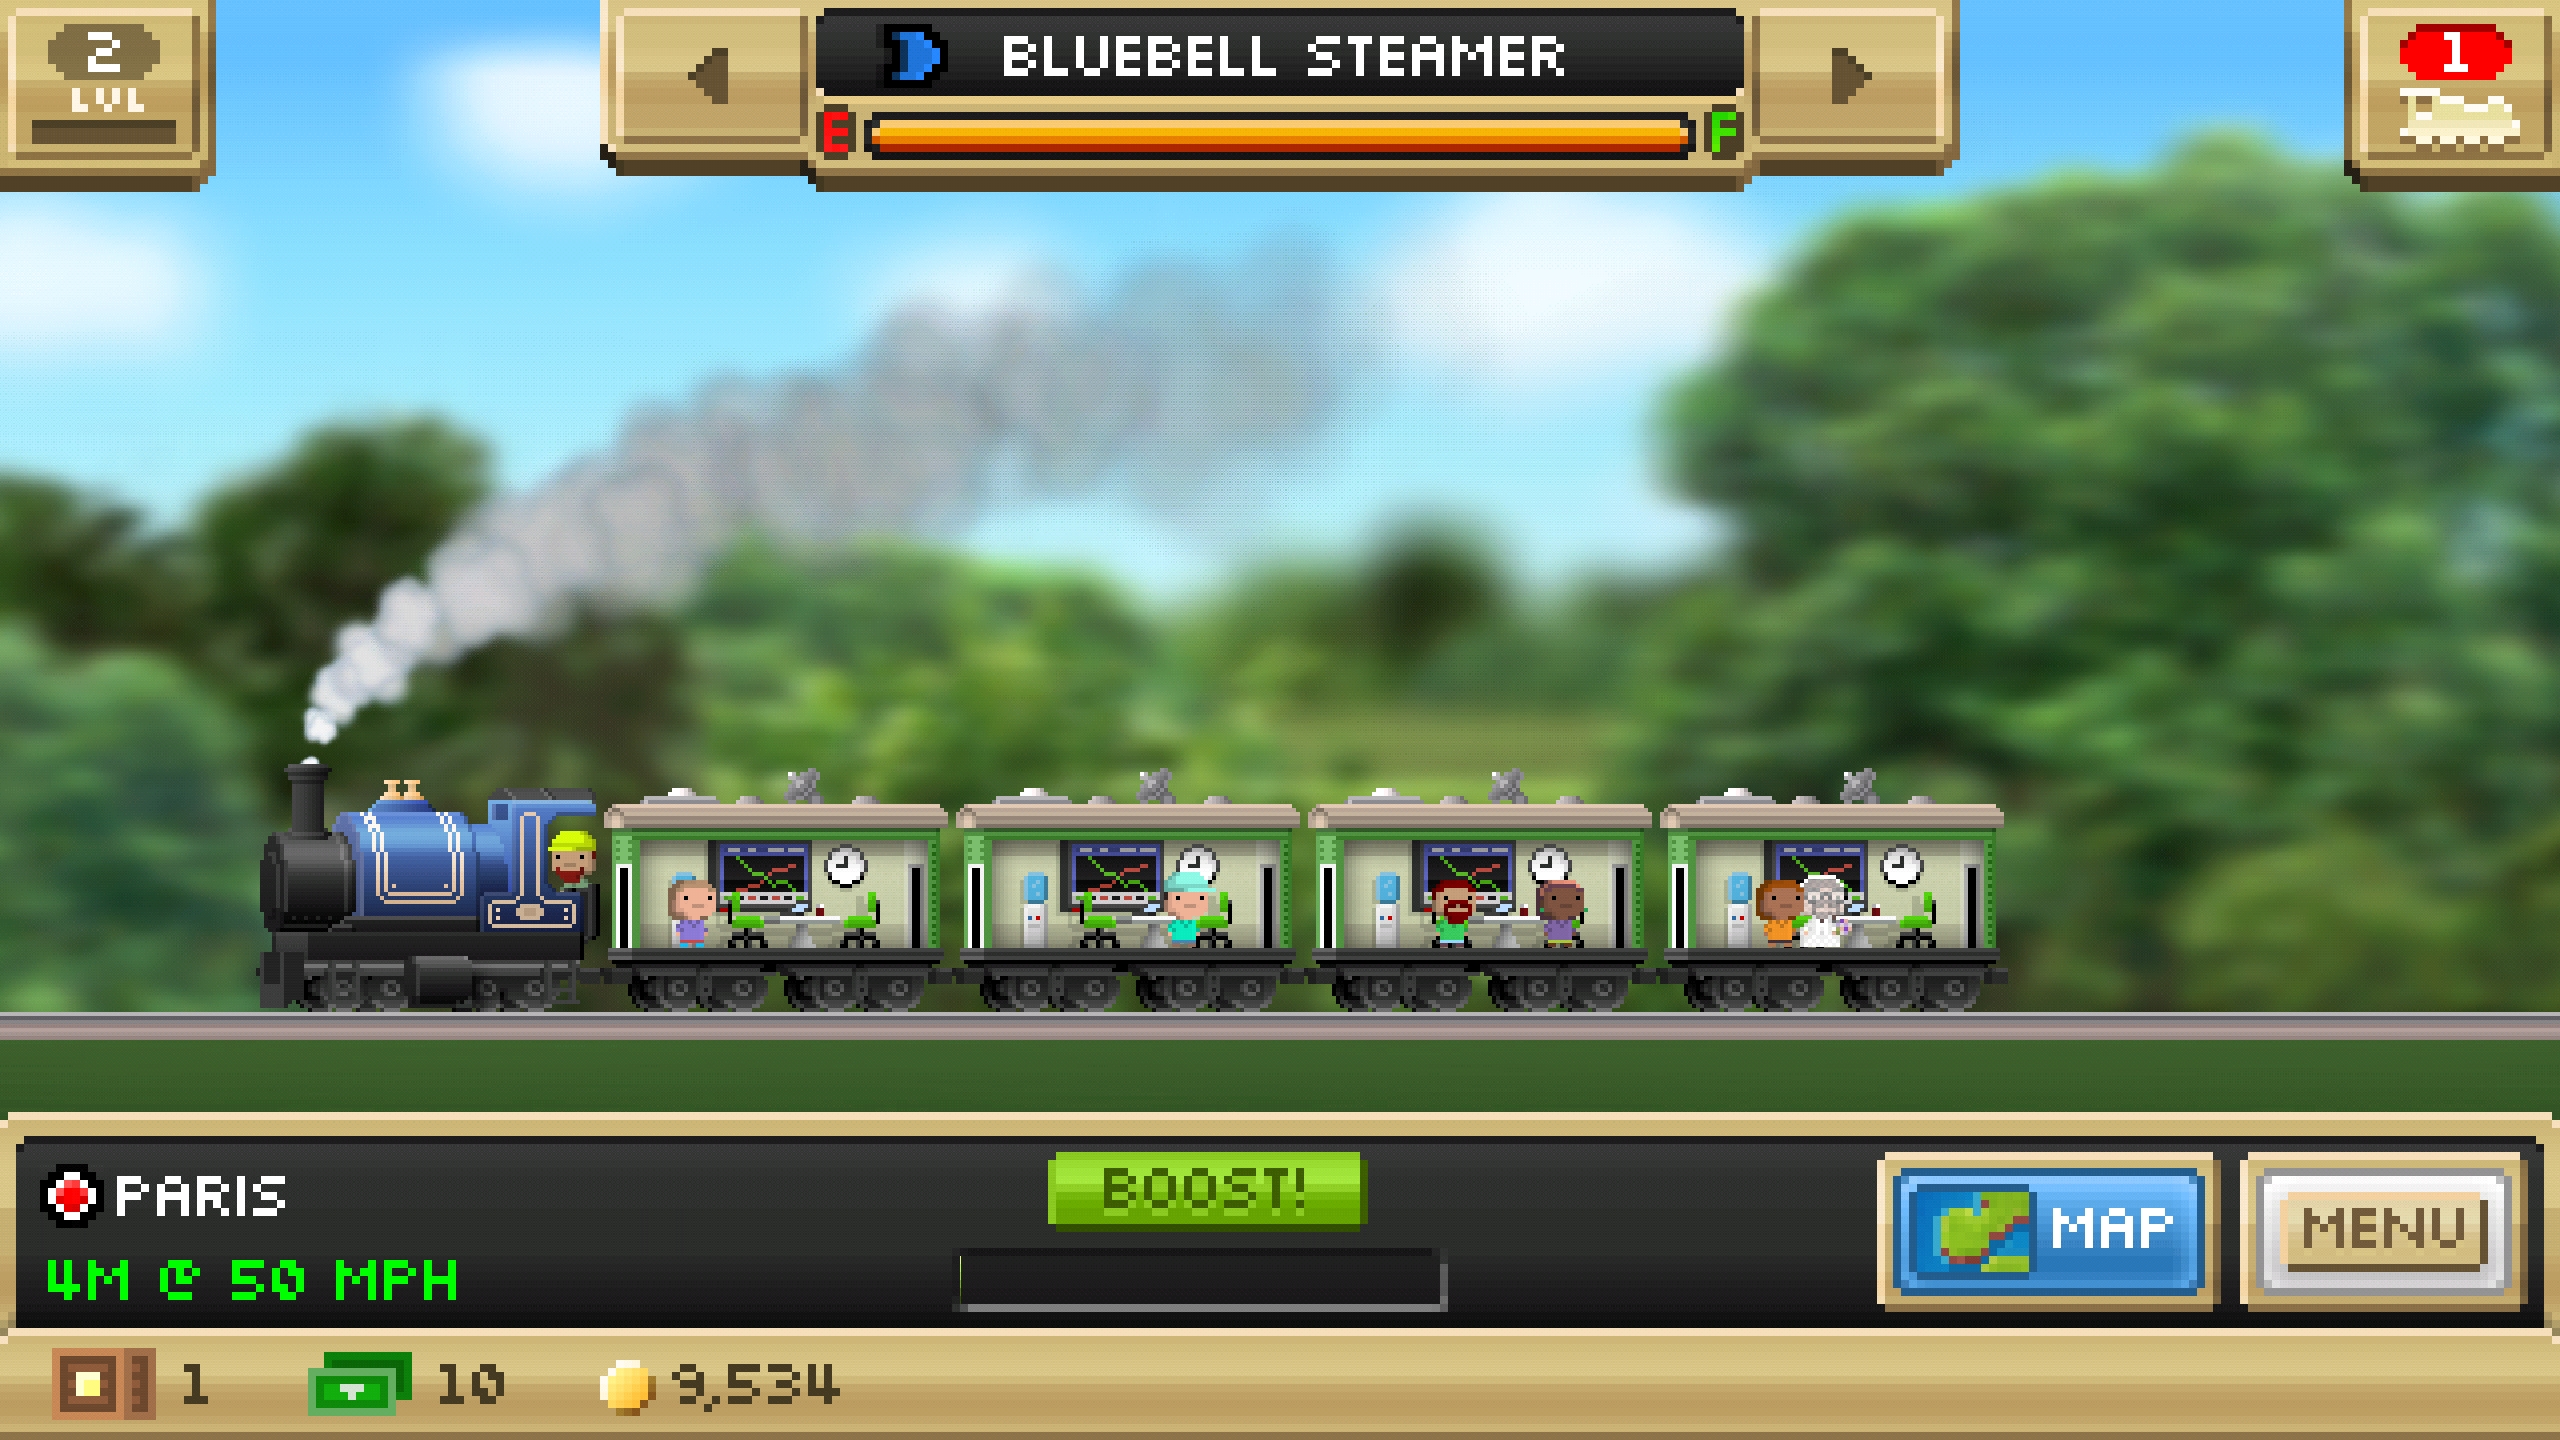 2
LVL
BLUEBELL STEAMER
E F
1
PARIS
4M @ 50 MPH
BOOST!
MAP
MENU
1 10 9,534